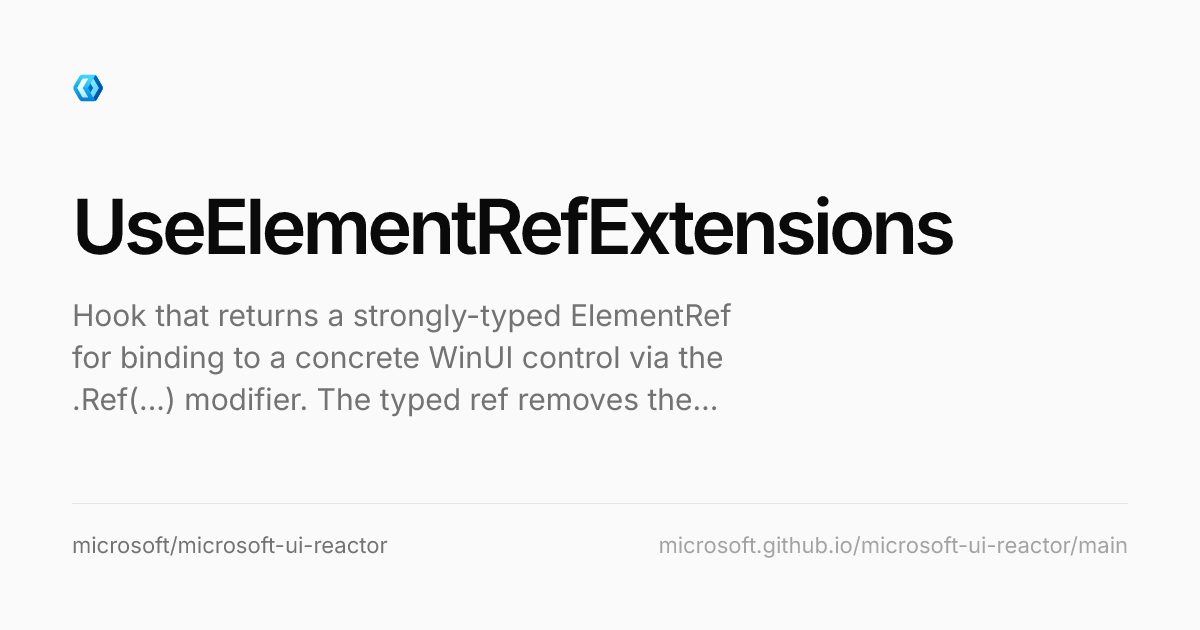 UseElementRefExtensions
Hook that returns a strongly-typed ElementRef
for binding to a concrete WinUI control via the
.Ref(...) modifier. The typed ref removes the...
microsoft/microsoft-ui-reactor
microsoft.github.io/microsoft-ui-reactor/main